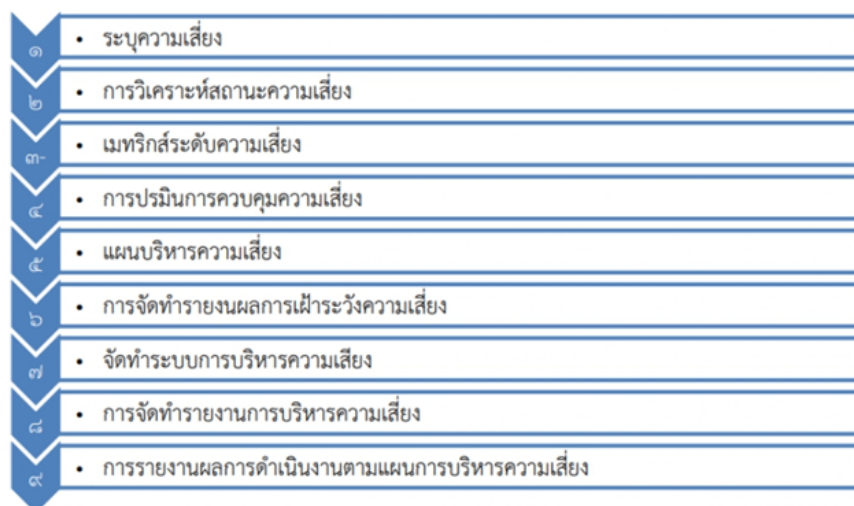 ๑ • ระบุความเสี่ยง
๒ • การวิเคราะห์สถานะความเสี่ยง
๓- • เมทริกส์ระดับความเสี่ยง
๔ • การปรมินการควบคุมความเสี่ยง
๕ • แผนบริหารความเสี่ยง
๖ • การจัดทำรายงนผลการเฝ้าระวังความเสี่ยง
๗ • จัดทำระบบการบริหารความเสียง
๘ • การจัดทำรายงานการบริหารความเสี่ยง
๙ • การรายงานผลการดำเนินงานตามแผนการบริหารความเสี่ยง